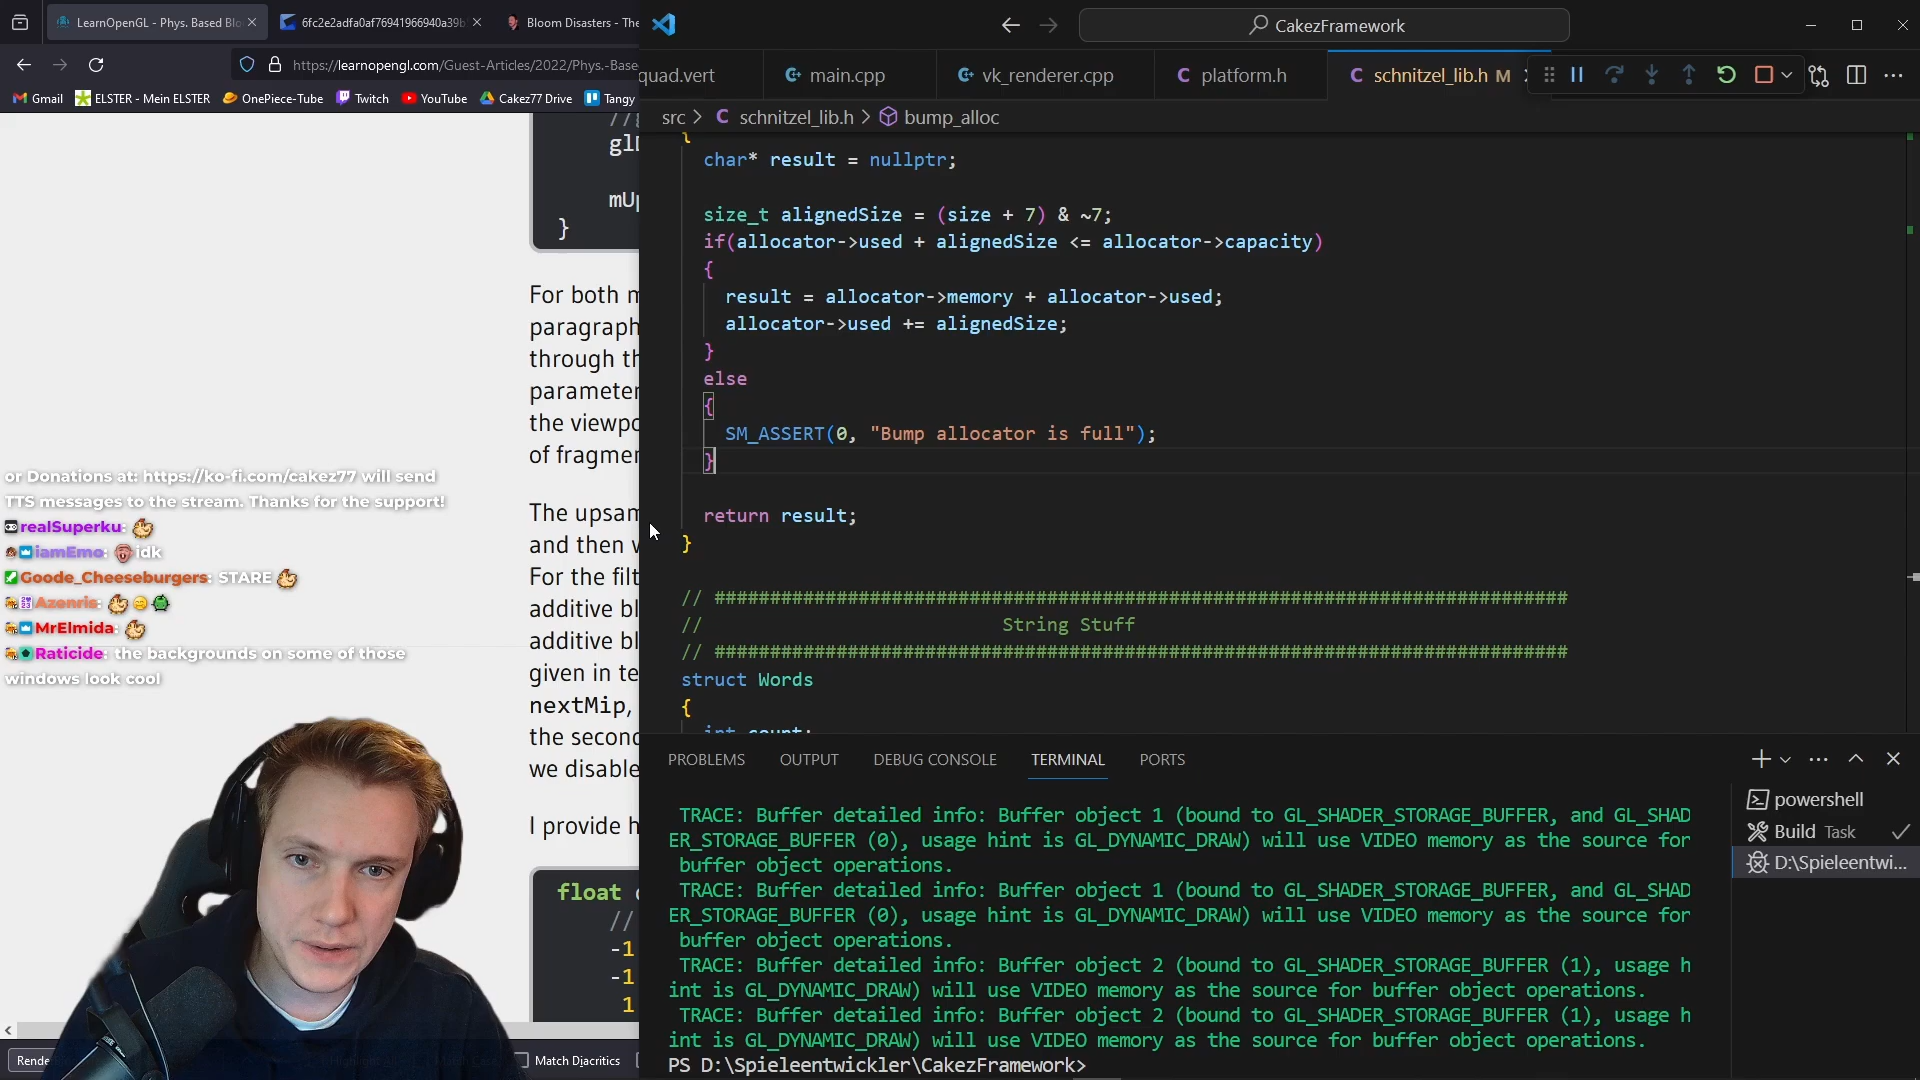 LearnOpenGL - Phys. Based Blo
6fc2e2adfa0af76941966940a39b
Bloom Disasters - The
CakezFramework
https://learnopengl.com/Guest-Articles/2022/Phys.-Base
Gmail
ELSTER - Mein ELSTER
OnePiece-Tube
Twitch
YouTube
Cakez77 Drive
Tangy
quad.vert
main.cpp
vk_renderer.cpp
platform.h
schnitzel_lib.h M
src > schnitzel_lib.h > bump_alloc
mUp
}
For both m
paragraph
through th
parameter
the viewpo
of fragmer
The upsam
and then w
For the filt
additive bl
additive bl
given in te
nextMip,
the second
we disable
I provide h
float
//
-1
-1
1
{
char* result = nullptr;
size_t alignedSize = (size + 7) & ~7;
if(allocator->used + alignedSize <= allocator->capacity)
{
result = allocator->memory + allocator->used;
allocator->used += alignedSize;
}
else
{
SM_ASSERT(0, "Bump allocator is full");
}
return result;
}
// #############################################################################
// String Stuff
// #############################################################################
struct Words
{
int count;
or Donations at: https://ko-fi.com/cakez77 will send
TTS messages to the stream. Thanks for the support!
realSuperku:
iamEmo: idk
Goode_Cheeseburgers: STARE
Azenris:
MrElmida:
Raticide: the backgrounds on some of those
windows look cool
PROBLEMS
OUTPUT
DEBUG CONSOLE
TERMINAL
PORTS
TRACE: Buffer detailed info: Buffer object 1 (bound to GL_SHADER_STORAGE_BUFFER, and GL_SHAD
ER_STORAGE_BUFFER (0), usage hint is GL_DYNAMIC_DRAW) will use VIDEO memory as the source for
buffer object operations.
TRACE: Buffer detailed info: Buffer object 1 (bound to GL_SHADER_STORAGE_BUFFER, and GL_SHAD
ER_STORAGE_BUFFER (0), usage hint is GL_DYNAMIC_DRAW) will use VIDEO memory as the source for
buffer object operations.
TRACE: Buffer detailed info: Buffer object 2 (bound to GL_SHADER_STORAGE_BUFFER (1), usage h
int is GL_DYNAMIC_DRAW) will use VIDEO memory as the source for buffer object operations.
TRACE: Buffer detailed info: Buffer object 2 (bound to GL_SHADER_STORAGE_BUFFER (1), usage h
int is GL_DYNAMIC_DRAW) will use VIDEO memory as the source for buffer object operations.
PS D:\Spieleentwickler\CakezFramework>
powershell
Build Task
D:\Spieleentwi...
Rende
Match Diacritics